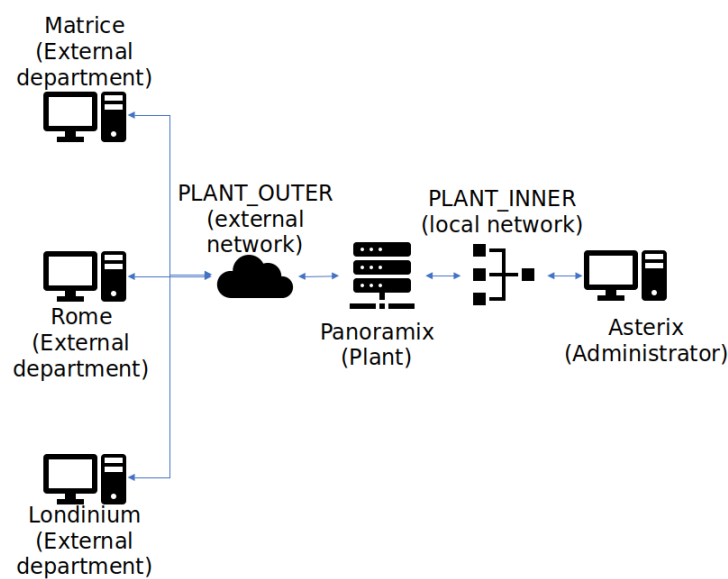 Matrice
(External
department)
PLANT_OUTER
(external
network)
PLANT_INNER
(local network)
Rome
(External
department)
Panoramix
(Plant)
Asterix
(Administrator)
Londinium
(External
department)